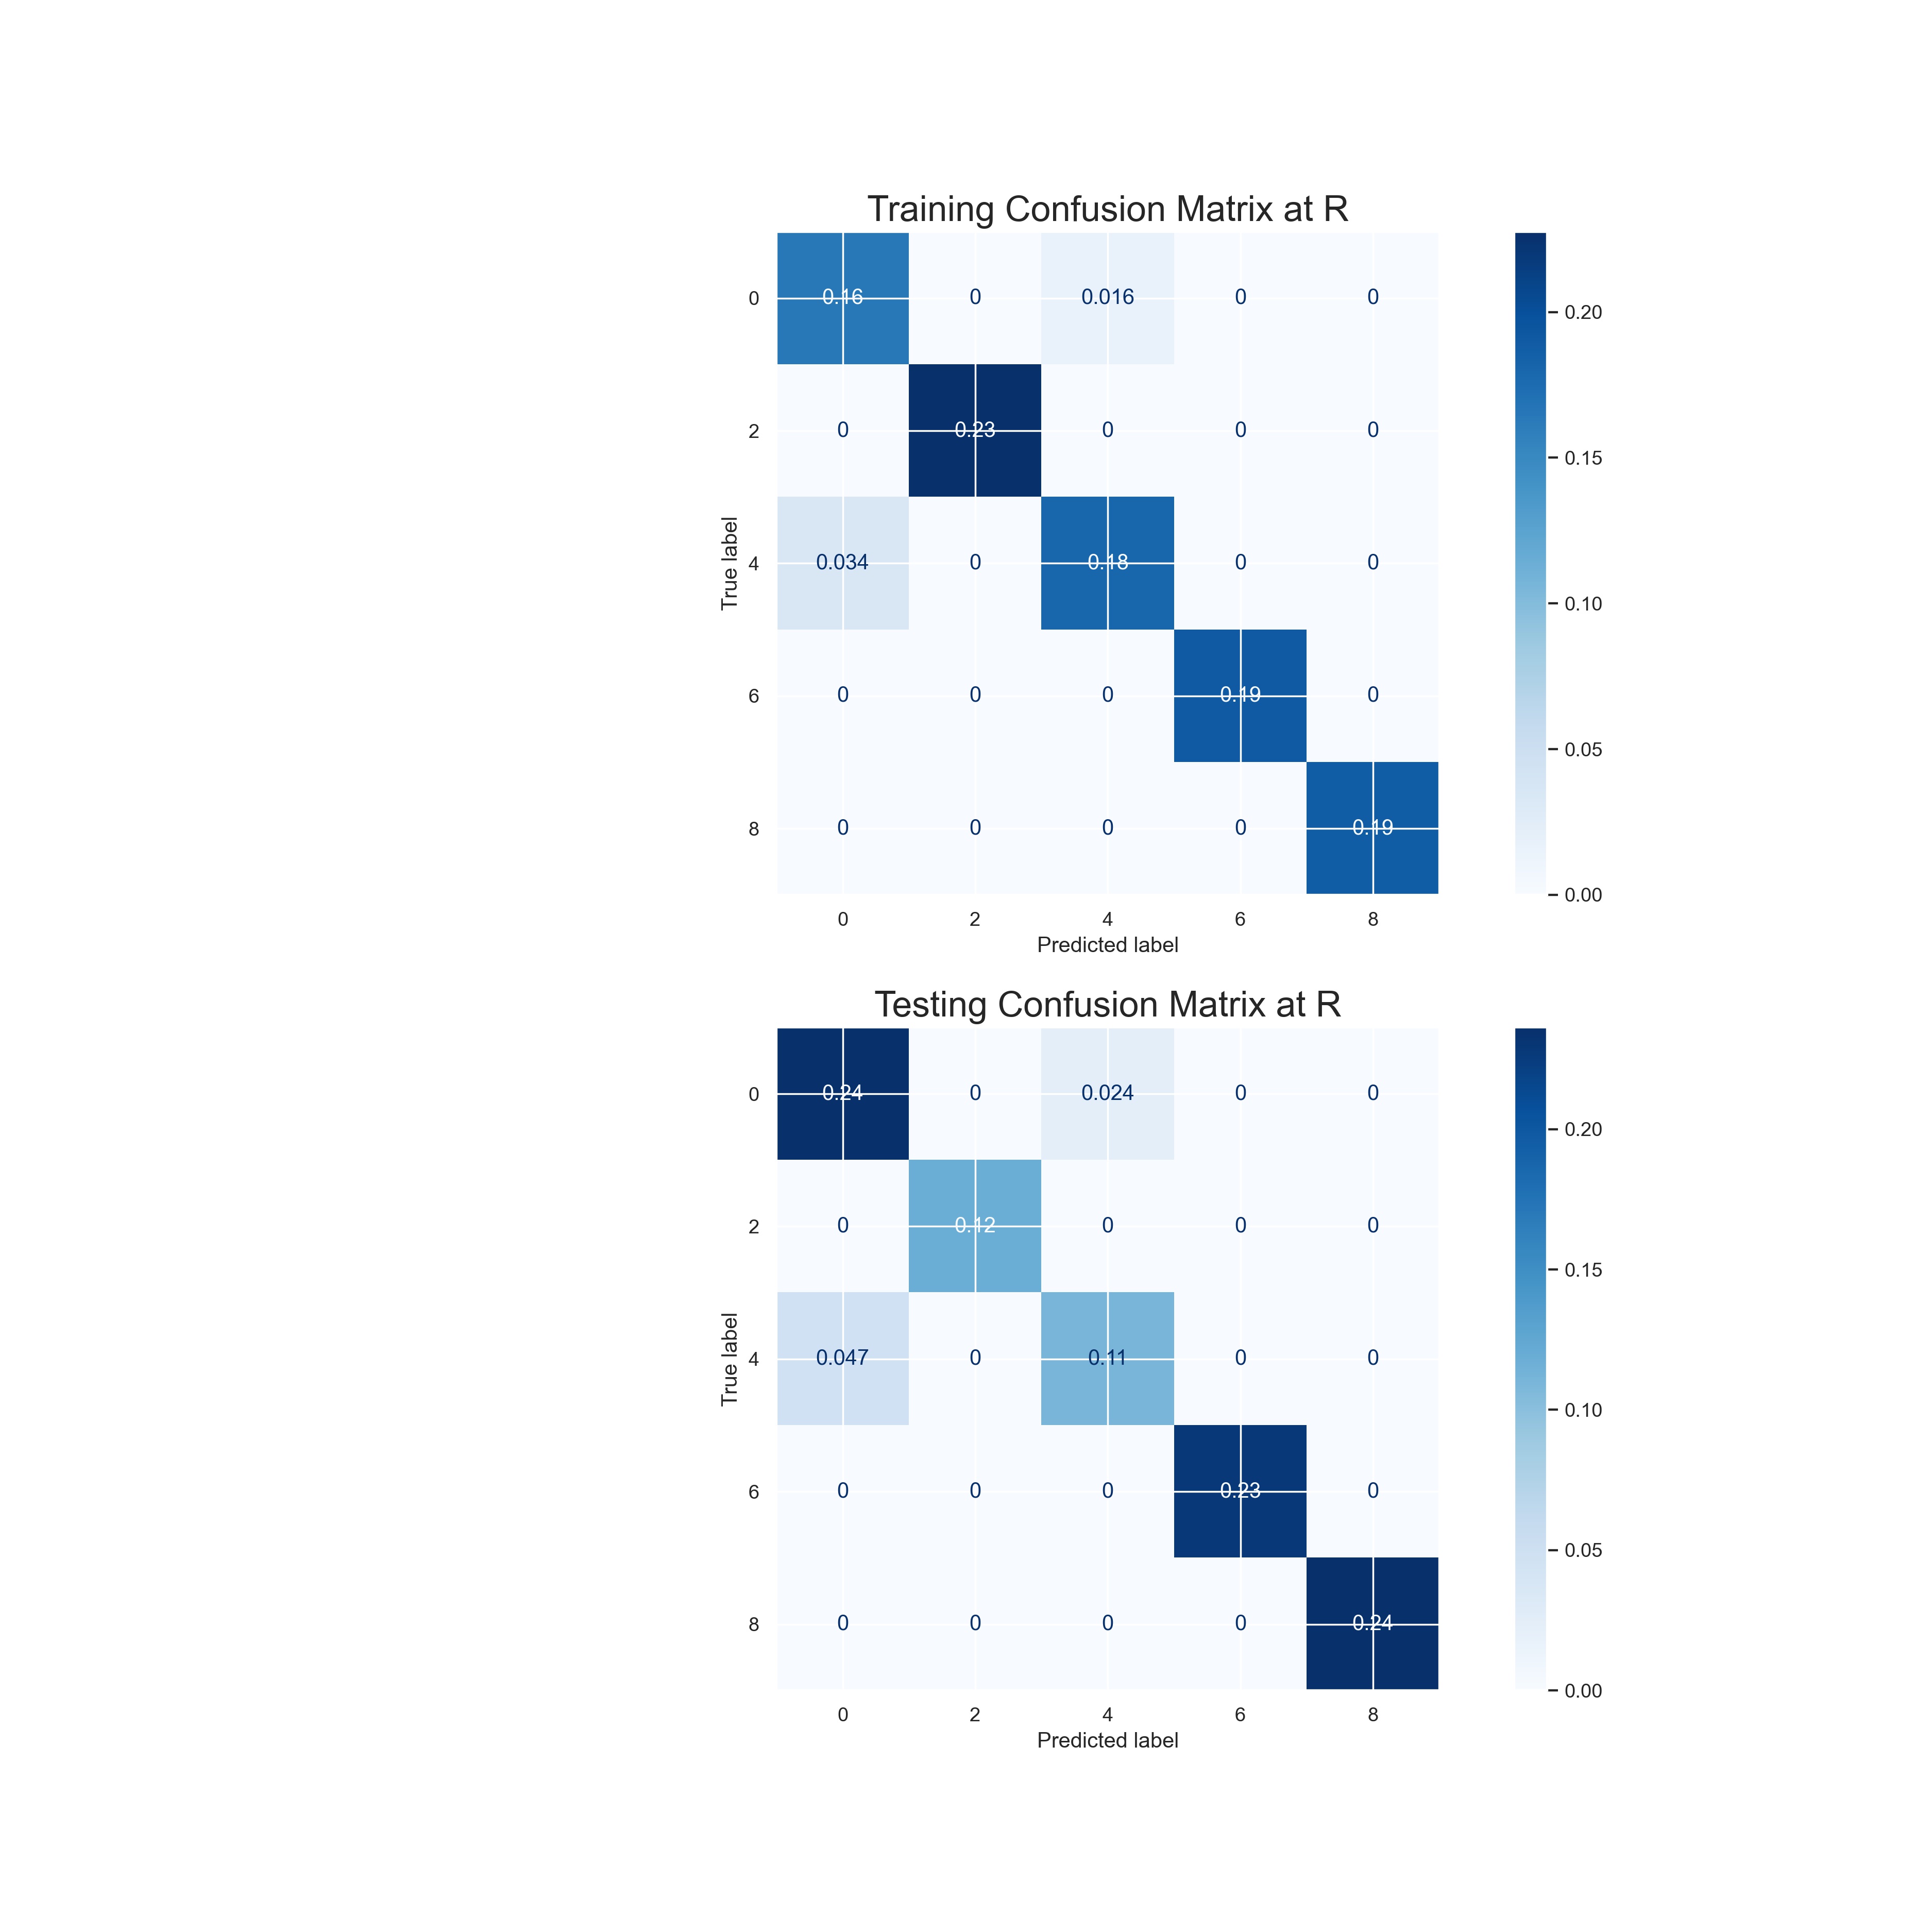 Training Confusion Matrix at R
0 0.16 0 0.016 0 0 0.20
2 0 0.23 0 0 0 0.15
True label
4 0.034 0 0.18 0 0 0.10
6 0 0 0 0.19 0 0.05
8 0 0 0 0 0.19 0.00
0 2 4 6 8
Predicted label
Testing Confusion Matrix at R
0 0.24 0 0.024 0 0 0.20
2 0 0.12 0 0 0 0.15
True label
4 0.047 0 0.11 0 0 0.10
6 0 0 0 0.23 0 0.05
8 0 0 0 0 0.24 0.00
0 2 4 6 8
Predicted label